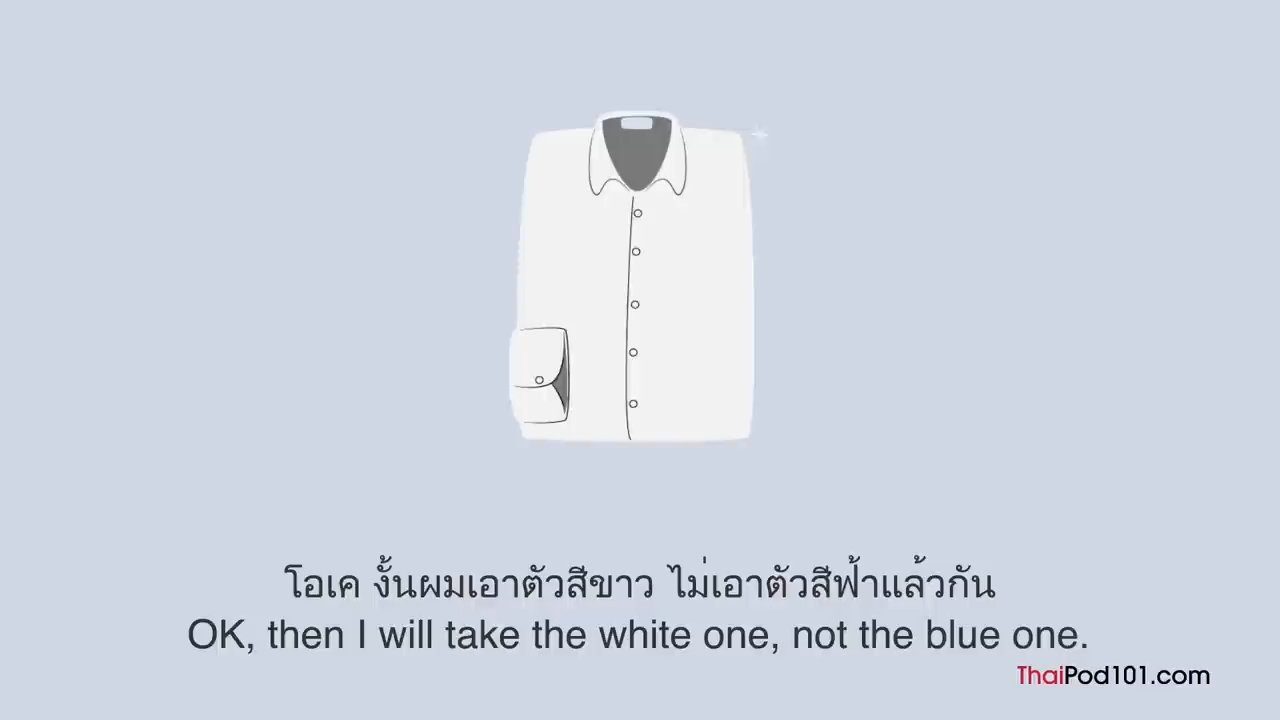 โอเค งั้นผมเอาตัวสีขาว ไม่เอาตัวสีฟ้าแล้วกัน
OK, then I will take the white one, not the blue one.
ThaiPod101.com